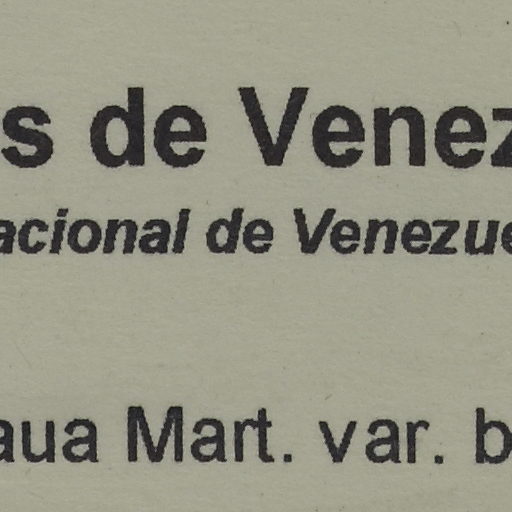 s de Venez
acional de Venezue
aua Mart. var. b